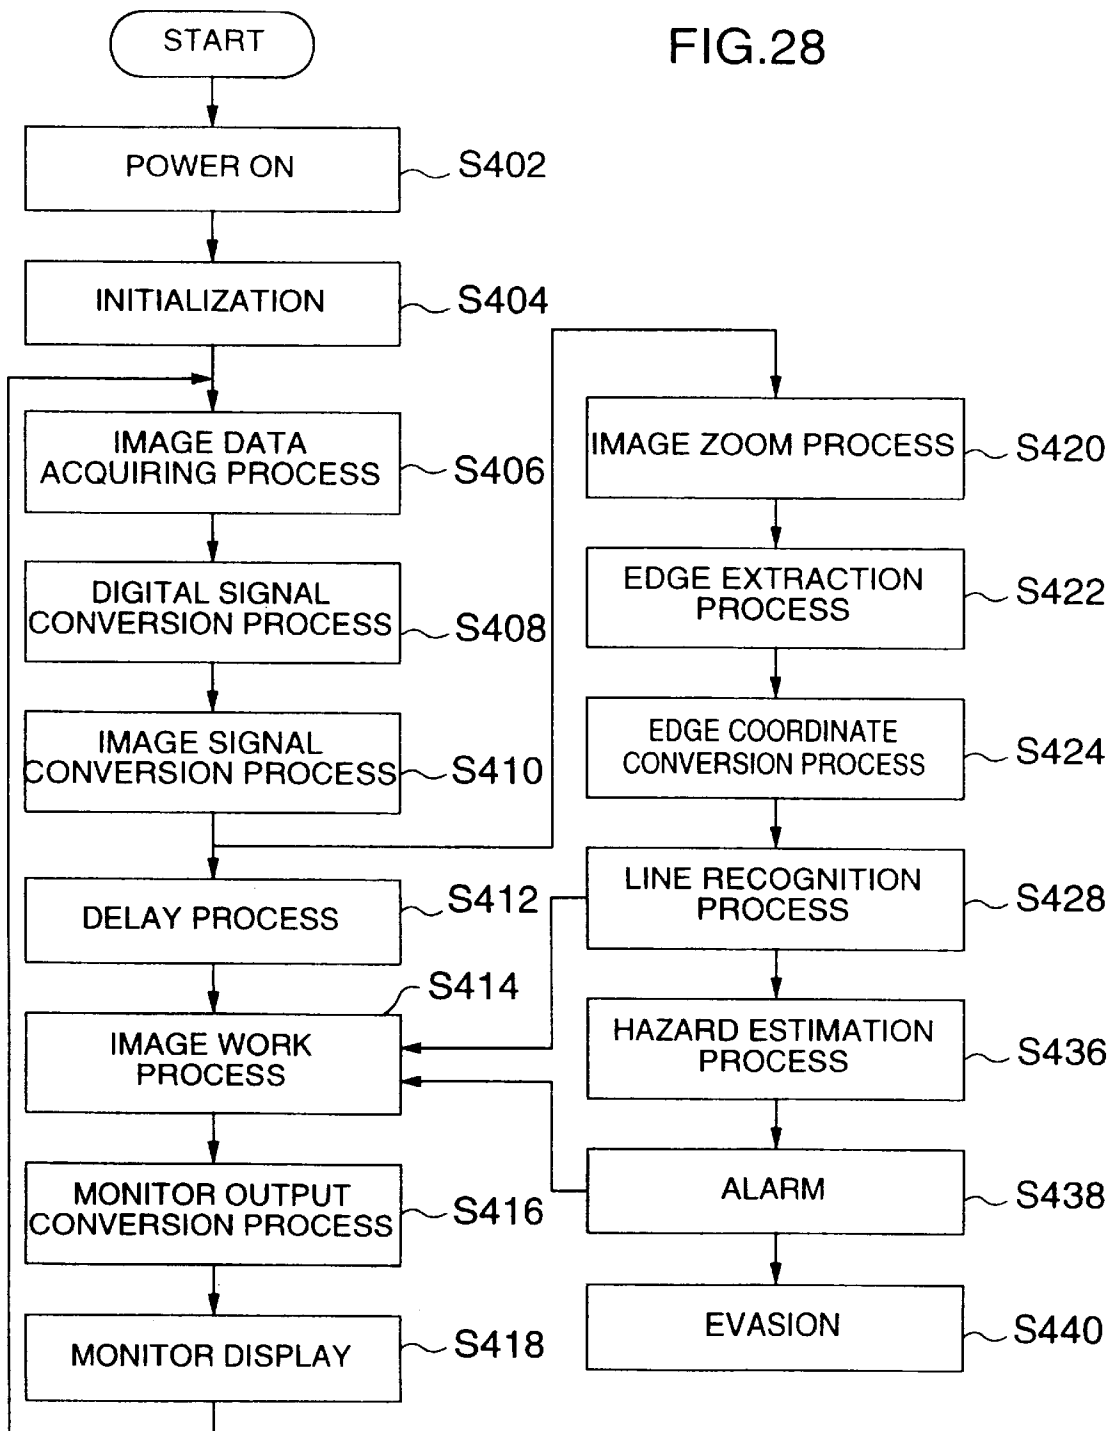 FIG.28
START
POWER ON
S402
INITIALIZATION
S404
IMAGE DATA
ACQUIRING PROCESS
S406
DIGITAL SIGNAL
CONVERSION PROCESS
S408
IMAGE SIGNAL
CONVERSION PROCESS
S410
DELAY PROCESS
S412
S414
IMAGE WORK
PROCESS
MONITOR OUTPUT
CONVERSION PROCESS
S416
MONITOR DISPLAY
S418
IMAGE ZOOM PROCESS
S420
EDGE EXTRACTION
PROCESS
S422
EDGE COORDINATE
CONVERSION PROCESS
S424
LINE RECOGNITION
PROCESS
S428
HAZARD ESTIMATION
PROCESS
S436
ALARM
S438
EVASION
S440